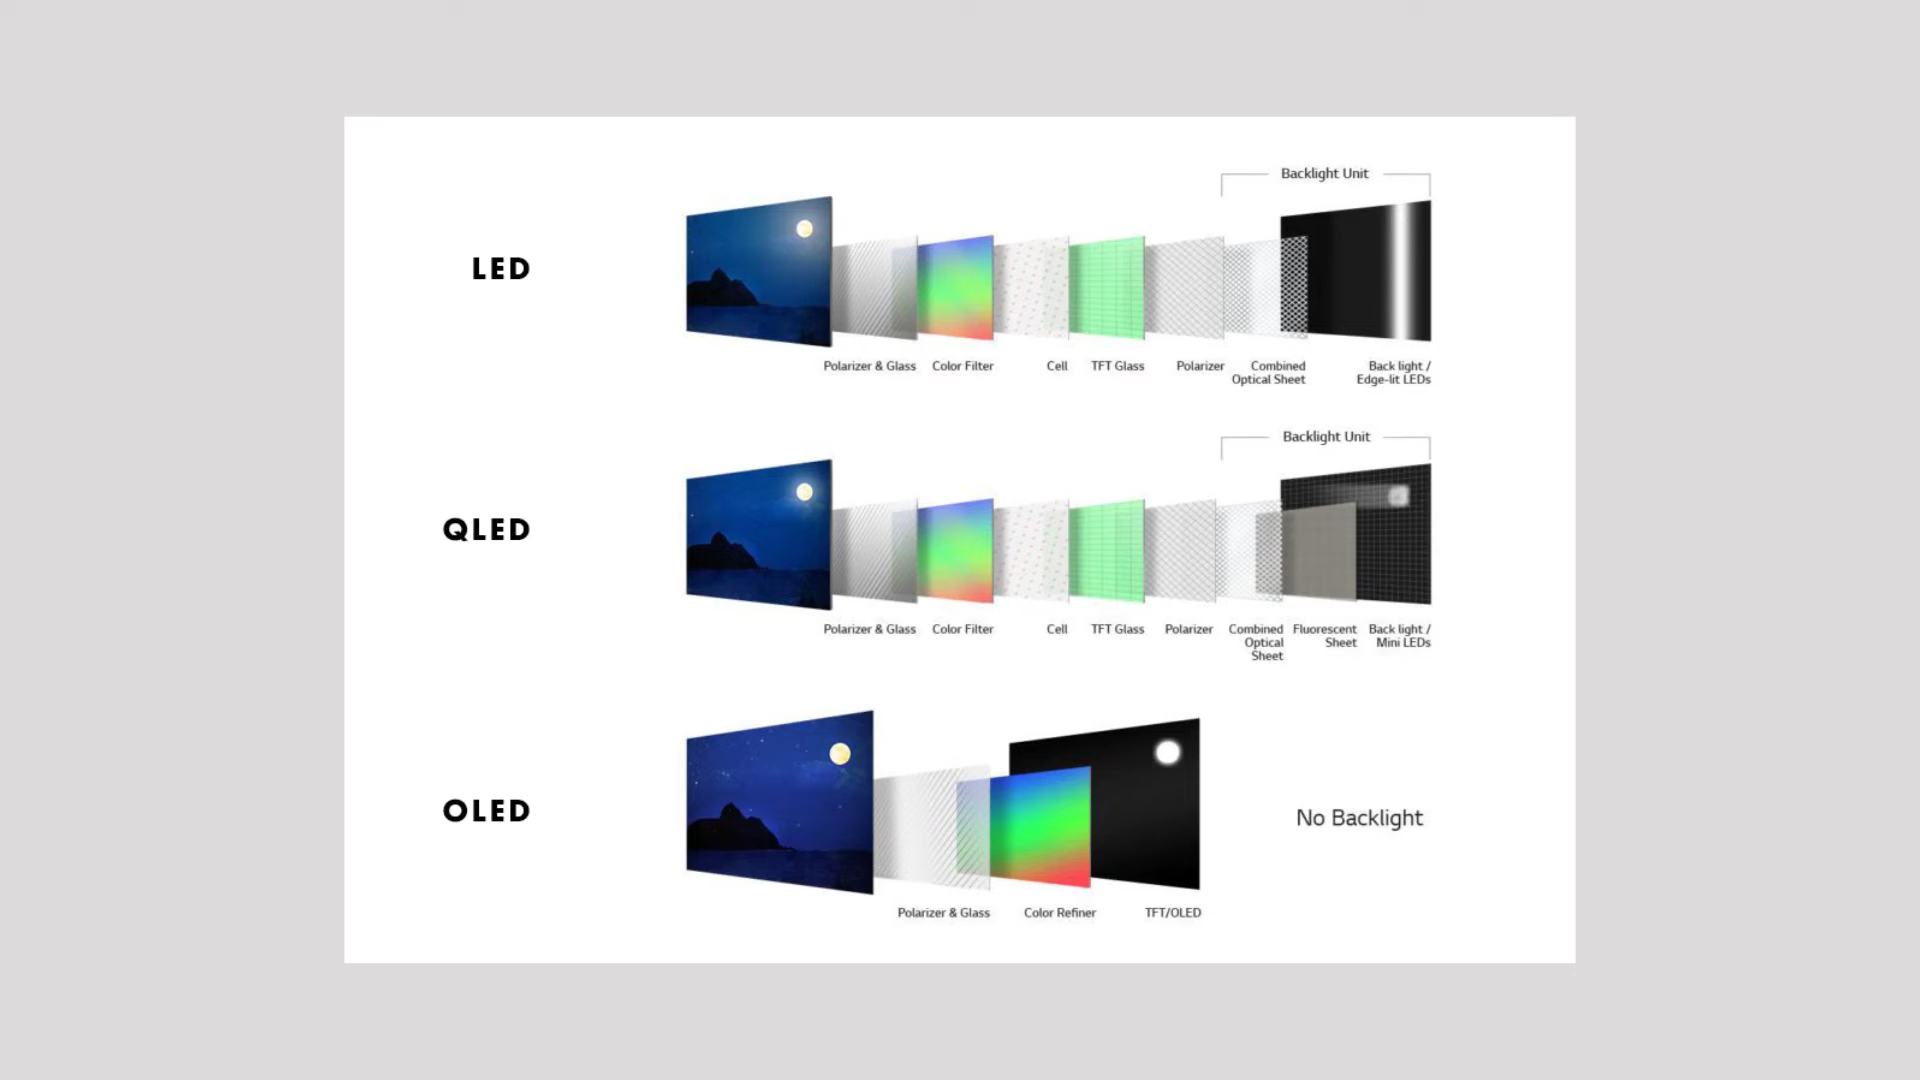 Backlight Unit
LED
Polarizer & Glass
Color Filter
Cell
TFT Glass
Polarizer
Combined
Optical Sheet
Back light /
Edge-lit LEDs
Backlight Unit
QLED
Polarizer & Glass
Color Filter
Cell
TFT Glass
Polarizer
Combined
Optical
Sheet
Fluorescent
Sheet
Back light /
Mini LEDs
OLED
No Backlight
Polarizer & Glass
Color Refiner
TFT/OLED